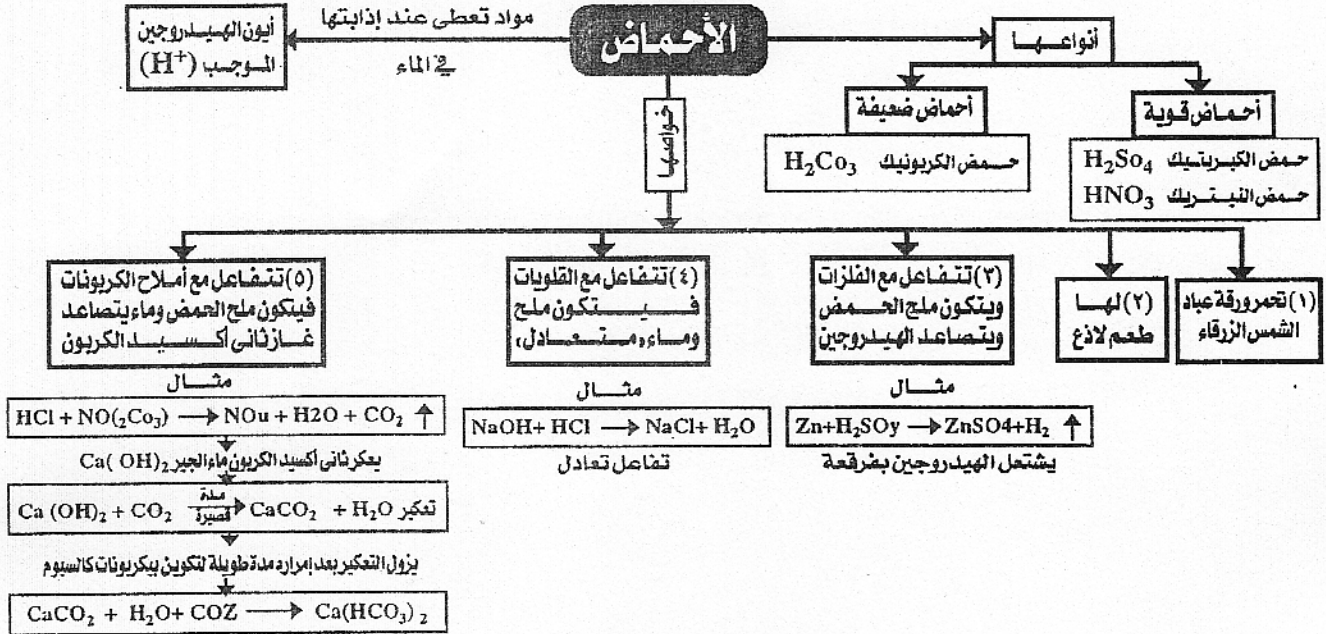 الأحماض
مواد تعطى عند إذابتها
في الماء
أيون الهيدروجين
الموجب (H⁺)
أنواعها
أحماض قوية
حمض الكبريتيك H₂So₄
حمض النيتريك HNO₃
أحماض ضعيفة
حمض الكربونيك H₂Co₃
خواصها
(١) تحمر ورقة عباد
الشمس الزرقاء
(٢) لها
طعم لاذع
(٣) تتفاعل مع الفلزات
ويتكون ملح الحمض
ويتصاعد الهيدروجين
مثال
Zn+H₂SOy → ZnSO4+H₂ ↑
يشتعل الهيدروجين بفرقعة
(٤) تتفاعل مع القلويات
فيتكون ملح
وماء، متعادل،
مثال
NaOH+ HCl → NaCl+ H₂O
تفاعل تعادل
(٥) تتفاعل مع أملاح الكربونات
فيتكون ملح الحمض وماء يتصاعد
غاز ثانى أكسيد الكربون
مثال
HCl + NO(₂Co₃) → NOu + H2O + CO₂ ↑
يعكر ثانى أكسيد الكربون ماء الجير Ca( OH)₂
Ca (OH)₂ + CO₂ مدة قصيرة → CaCO₂ + H₂O تعكير
يزول التعكير بعد إمراره مدة طويلة لتكوين بيكربونات كالسيوم
CaCO₂ + H₂O+ COZ → Ca(HCO₃)₂